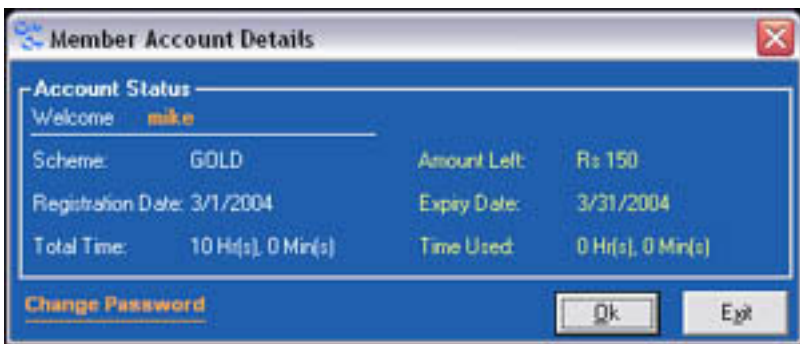 Member Account Details
Account Status
Welcome mike
Scheme: GOLD Amount Left: Rs 150
Registration Date: 3/1/2004 Expiry Date: 3/31/2004
Total Time: 10 Hr(s), 0 Min(s) Time Used: 0 Hr(s), 0 Min(s)
Change Password Ok Exit